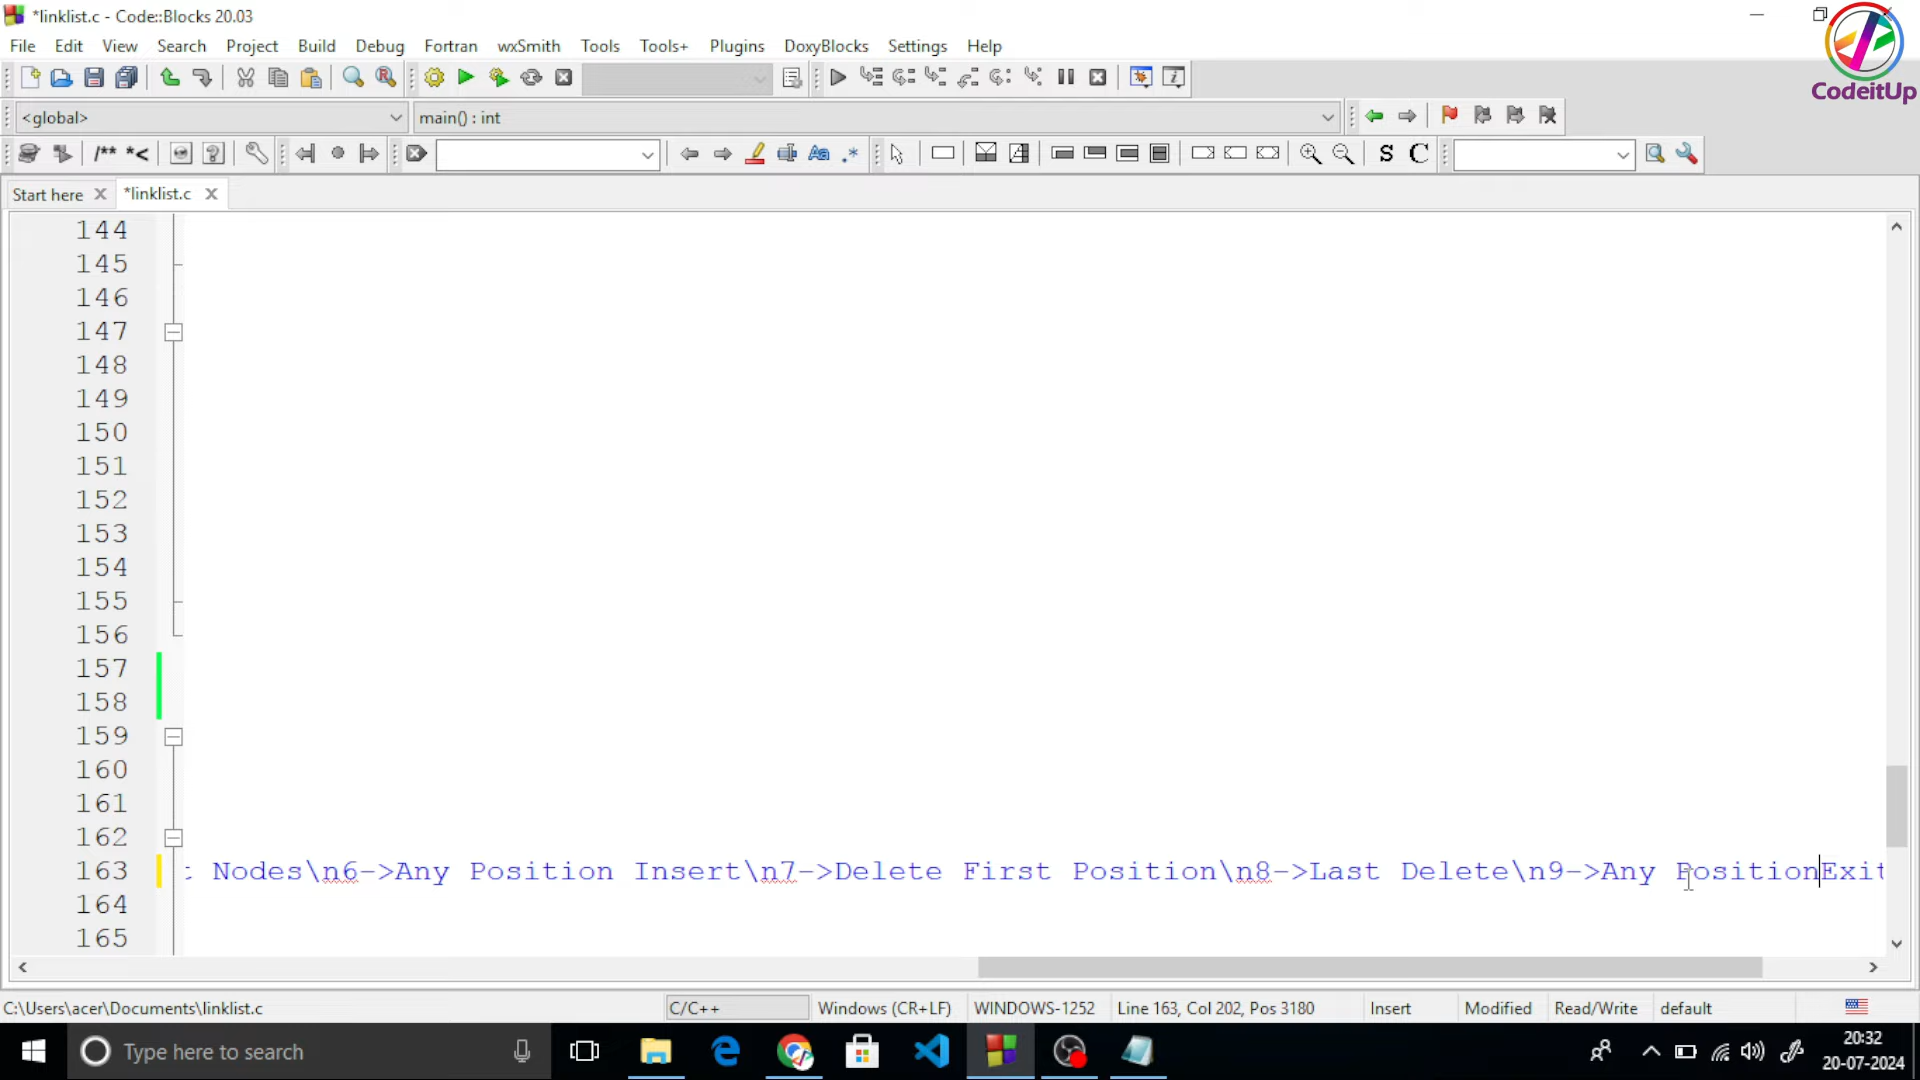 *linklist.c - Code::Blocks 20.03
CodeitUp
File Edit View Search Project Build Debug Fortran wxSmith Tools Tools+ Plugins DoxyBlocks Settings Help
<global> main() : int
/** *< Aa .* S C
Start here *linklist.c
144
145
146
147
148
149
150
151
152
153
154
155
156
157
158
159
160
161
162
163 t Nodes\n6->Any Position Insert\n7->Delete First Position\n8->Last Delete\n9->Any PositionExit
164
165
C:\Users\acer\Documents\linklist.c C/C++ Windows (CR+LF) WINDOWS-1252 Line 163, Col 202, Pos 3180 Insert Modified Read/Write default
Type here to search 20:32
20-07-2024